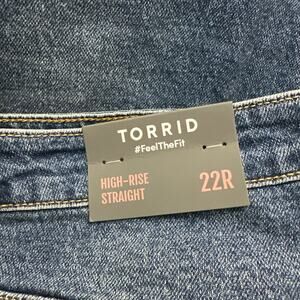 TORRID
#FeelTheFit
HIGH-RISE
STRAIGHT
22R